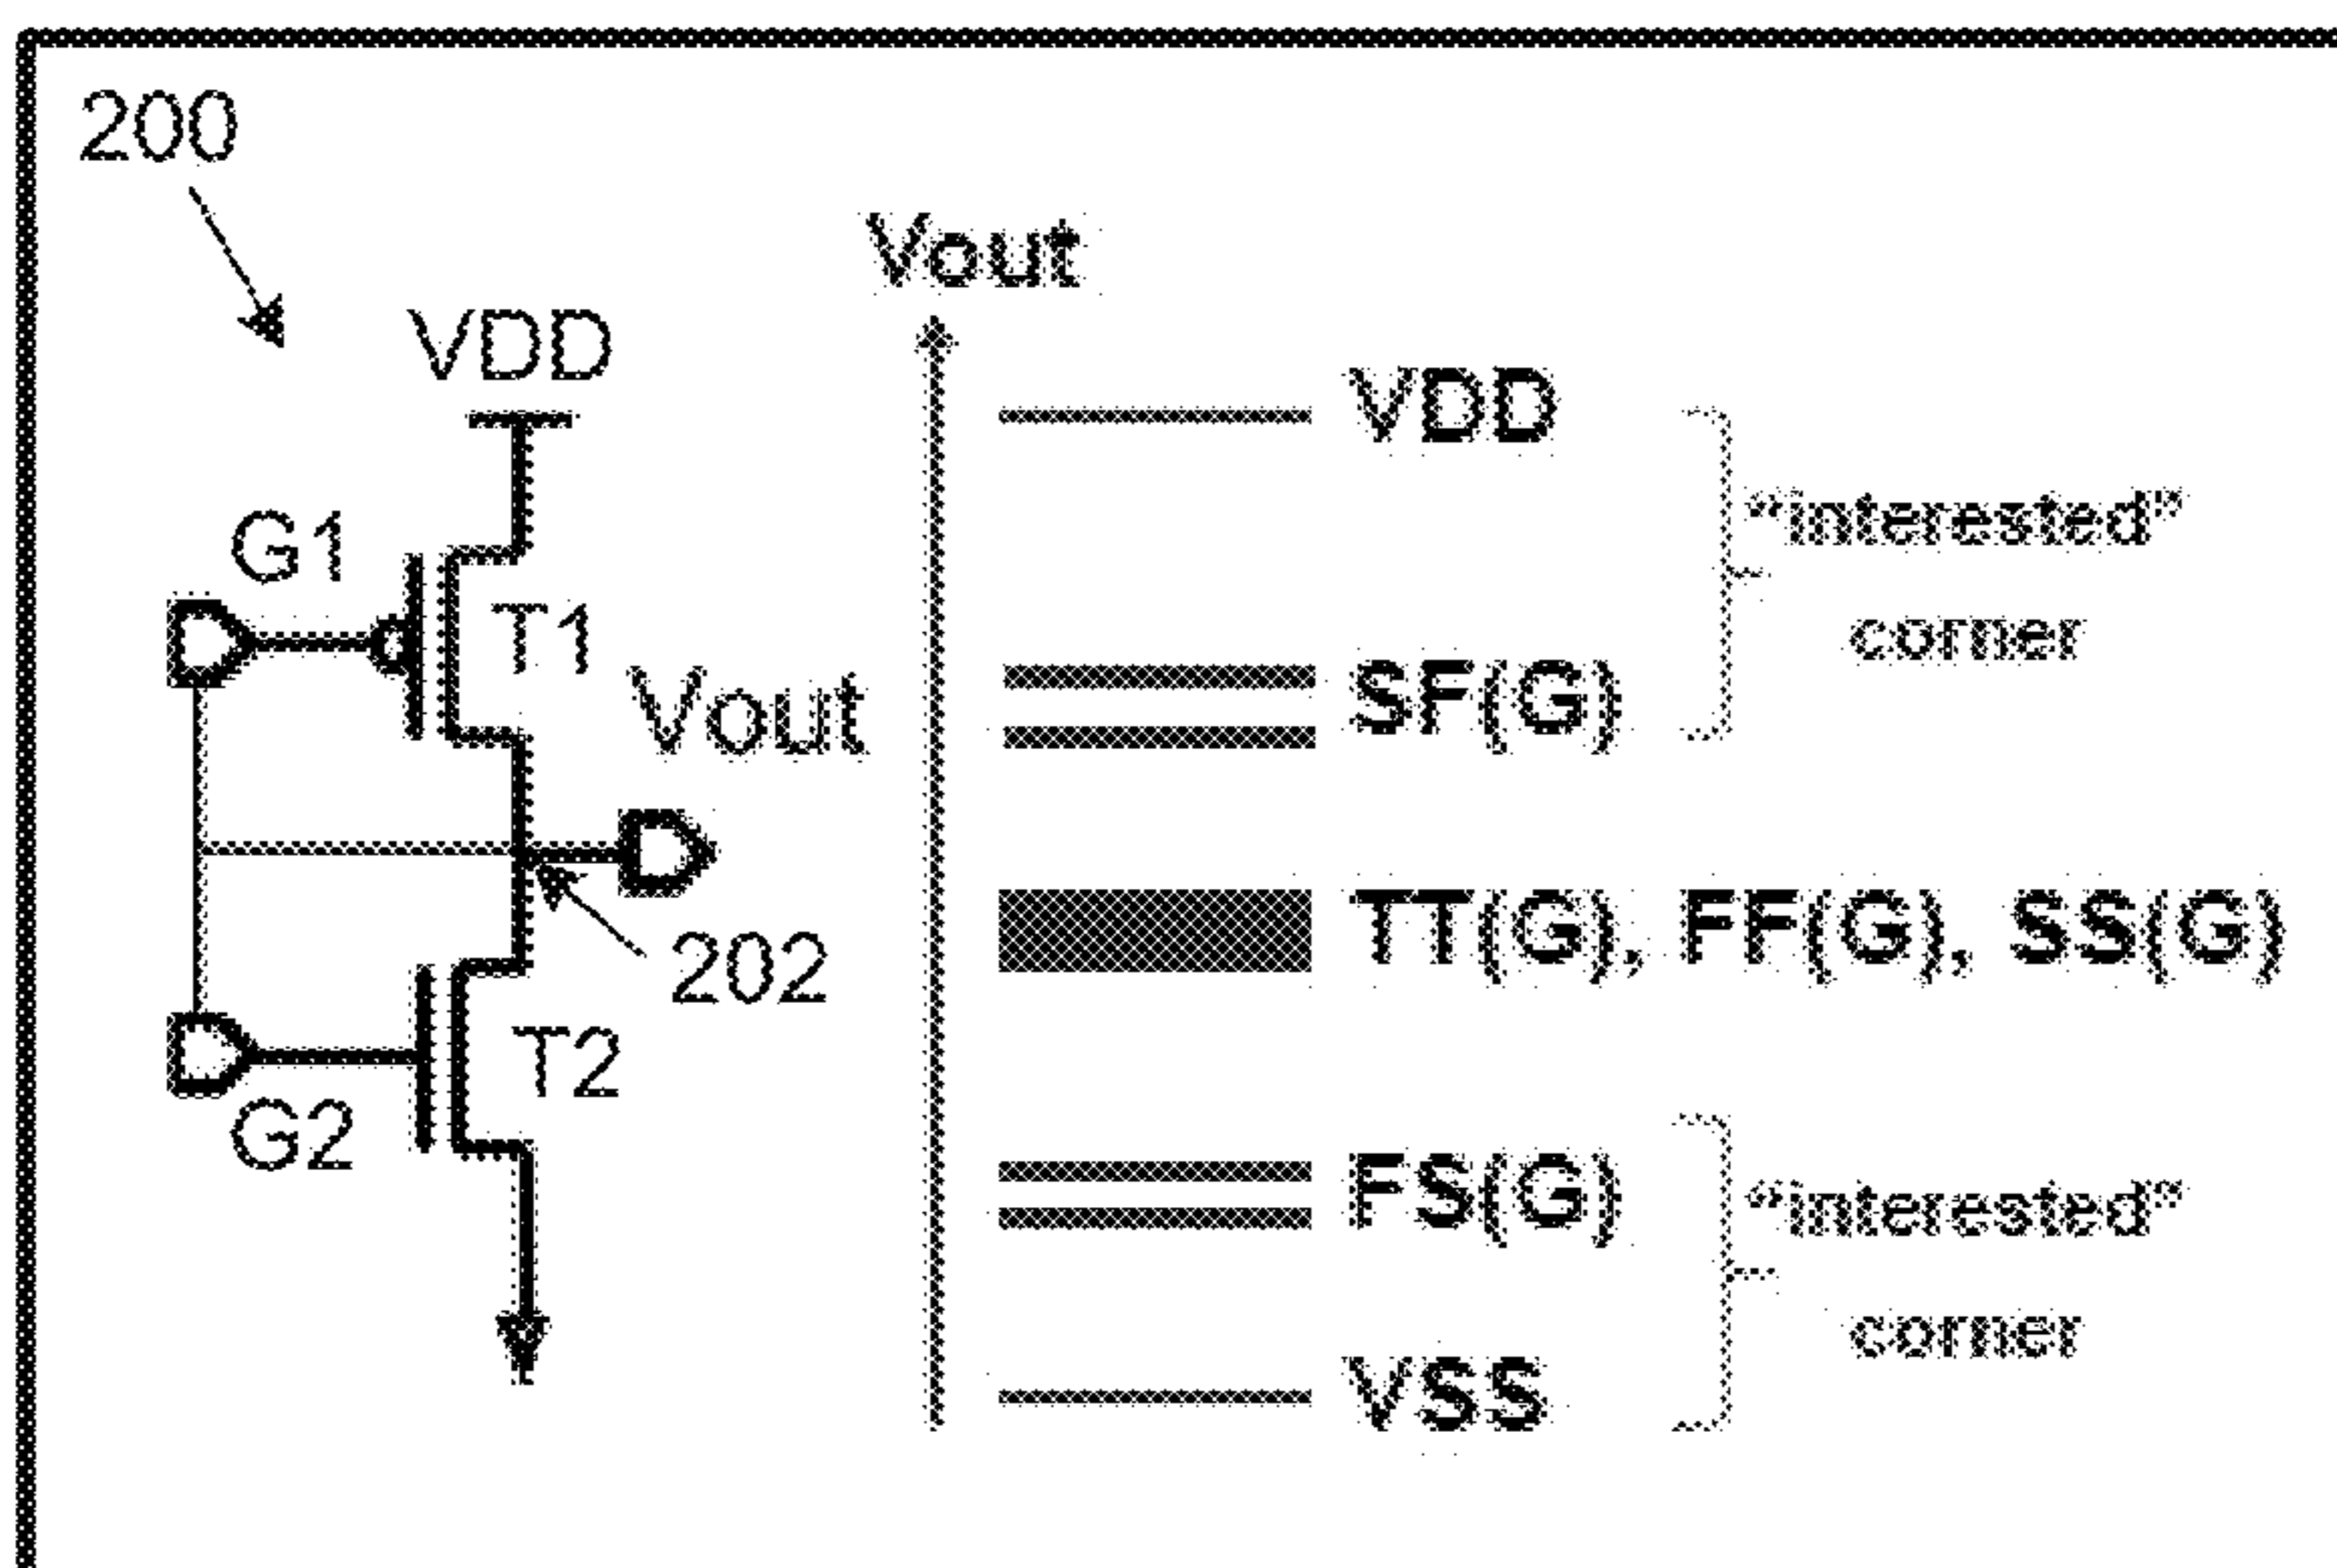 200
VDD
G1
T1
Vout
202
G2
T2
Vout
VDD
SF(G)
"interested"
corner
TT(G), FF(G), SS(G)
FS(G)
"interested"
corner
VSS